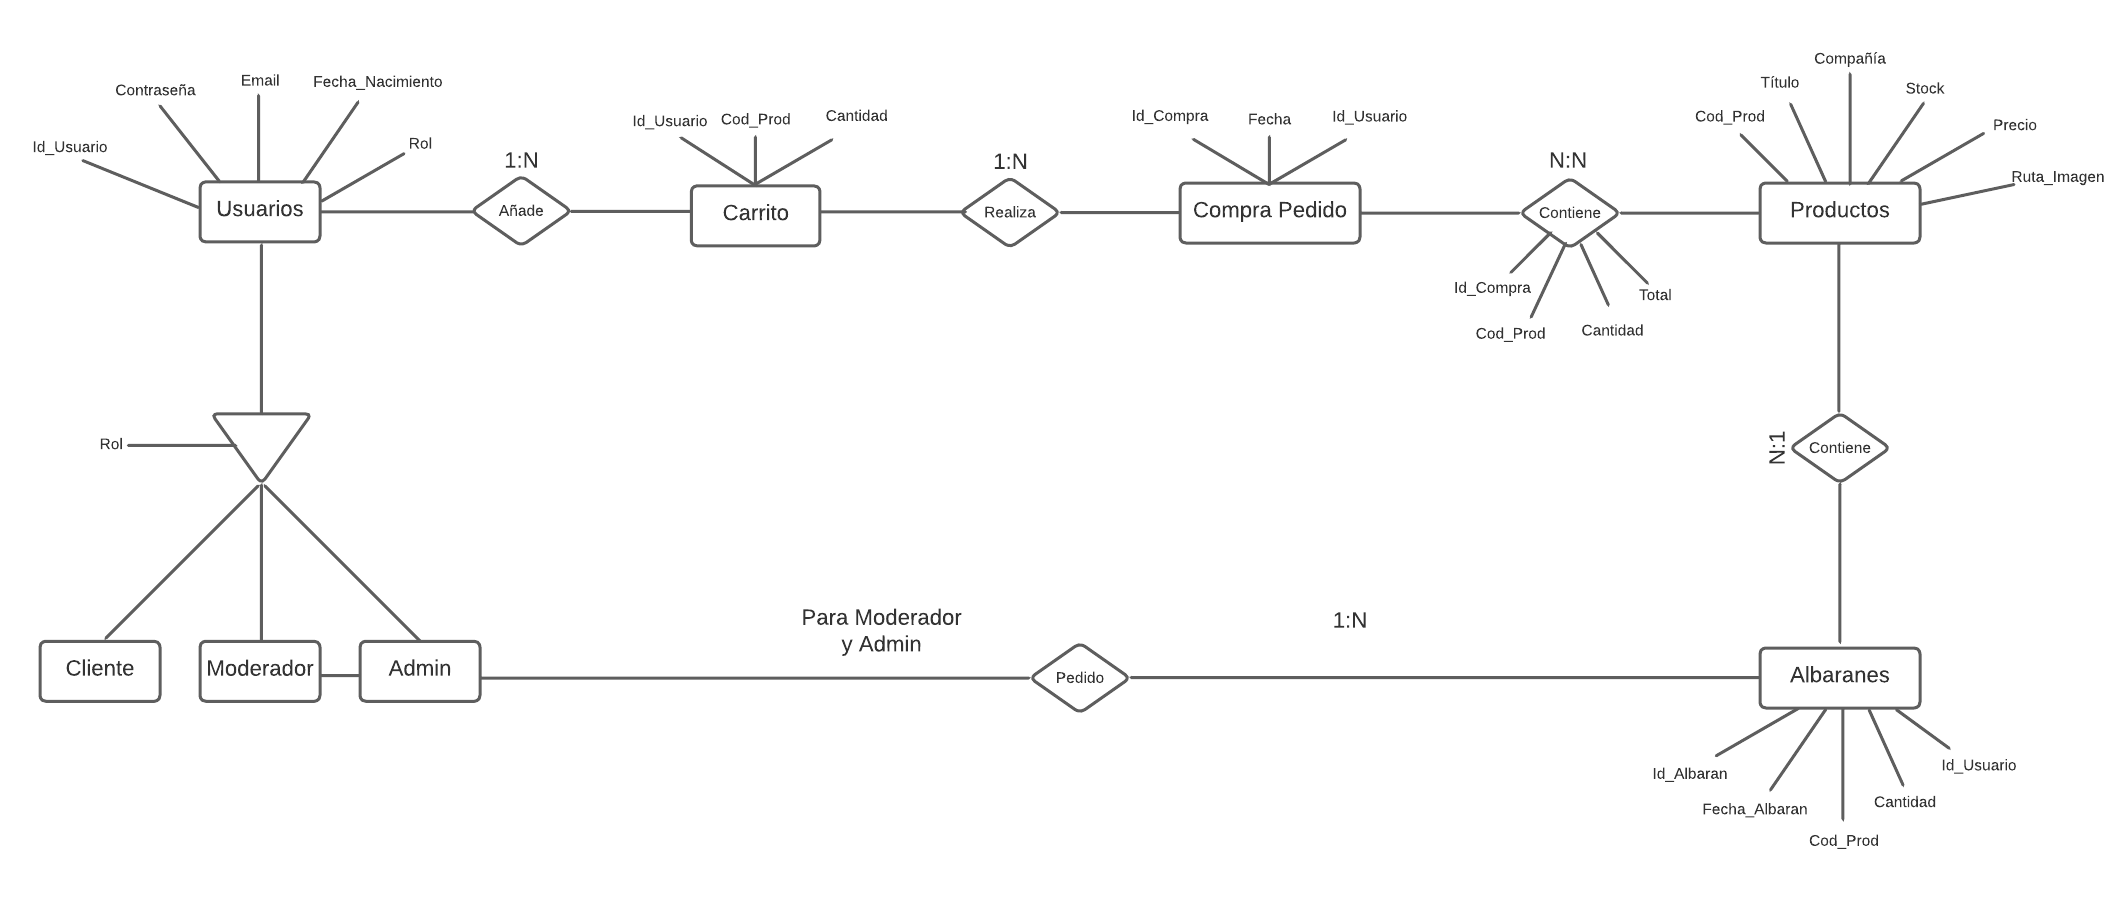 Compañía
Email
Fecha_Nacimiento
Título
Contraseña
Stock
Id_Usuario
Cod_Prod
Cantidad
Id_Compra
Fecha
Id_Usuario
Cod_Prod
Precio
Id_Usuario
Rol
1:N
1:N
N:N
Ruta_Imagen
Usuarios
Añade
Carrito
Realiza
Compra Pedido
Contiene
Productos
Id_Compra
Total
Cod_Prod
Cantidad
Rol
N:1
Contiene
Para Moderador
y Admin
1:N
Cliente
Moderador
Admin
Pedido
Albaranes
Id_Albaran
Id_Usuario
Fecha_Albaran
Cantidad
Cod_Prod